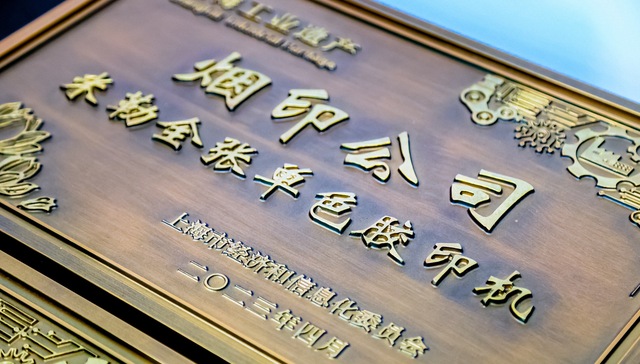 海工业遗产
烟印公司
米勒全张单色胶印机
上海市经济和信息化委员会
二〇二三年四月